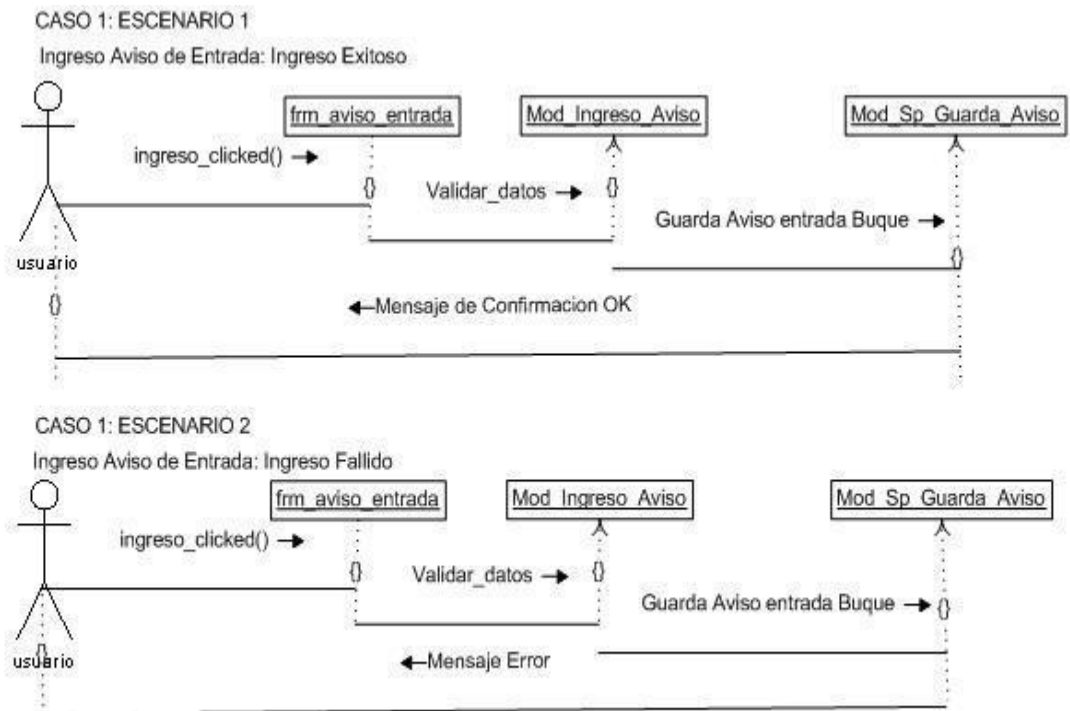 CASO 1: ESCENARIO 1
Ingreso Aviso de Entrada: Ingreso Exitoso
frm_aviso_entrada
Mod_Ingreso_Aviso
Mod_Sp_Guarda_Aviso
ingreso_clicked()
{}
Validar_datos
{}
Guarda Aviso entrada Buque
{}
usuario
{}
Mensaje de Confirmacion OK
CASO 1: ESCENARIO 2
Ingreso Aviso de Entrada: Ingreso Fallido
frm_aviso_entrada
Mod_Ingreso_Aviso
Mod_Sp_Guarda_Aviso
ingreso_clicked()
{}
Validar_datos
{}
Guarda Aviso entrada Buque
{}
usuario
{}
Mensaje Error